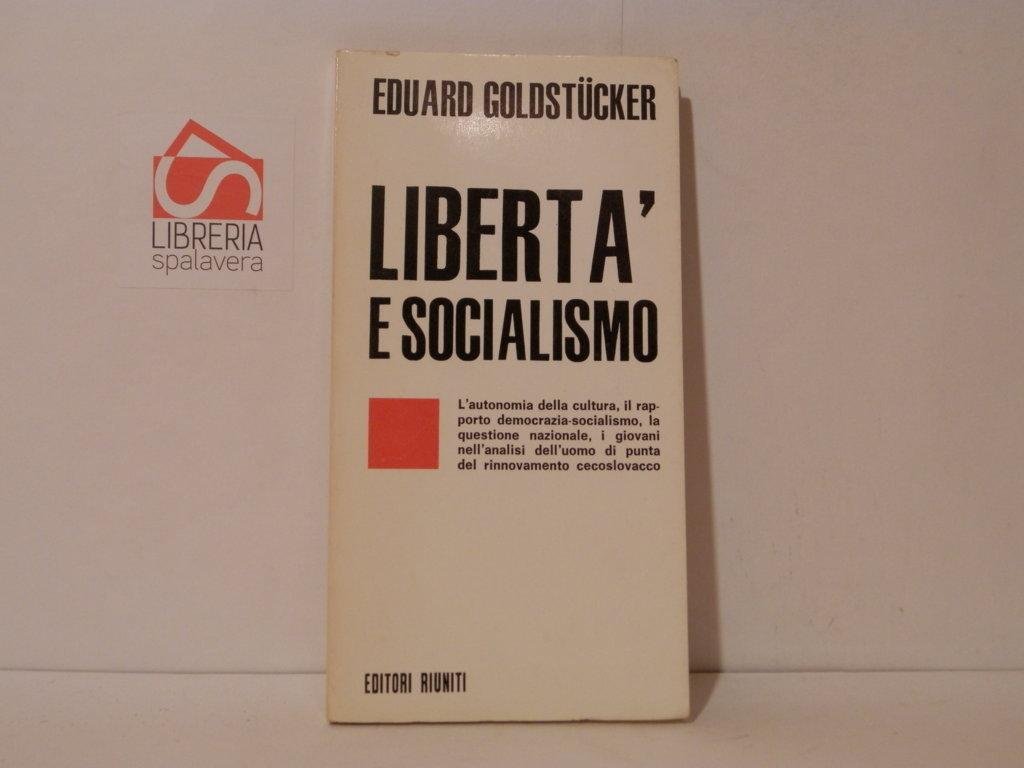 EDUARD GOLDSTÜCKER
LIBERTA'
E SOCIALISMO
L'autonomia della cultura, il rap-
porto democrazia-socialismo, la
questione nazionale, i giovani
nell'analisi dell'uomo di punta
del rinnovamento cecoslovacco
EDITORI RIUNITI
LIBRERIA
spalavera